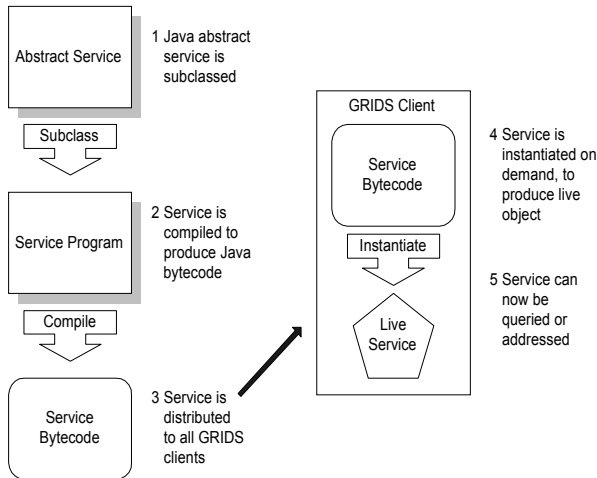 Abstract Service
1 Java abstract
service is
subclassed
Subclass
Service Program
2 Service is
compiled to
produce Java
bytecode
Compile
Service
Bytecode
3 Service is
distributed
to all GRIDS
clients
GRIDS Client
Service
Bytecode
Instantiate
Live
Service
4 Service is
instantiated on
demand, to
produce live
object
5 Service can
now be
queried or
addressed